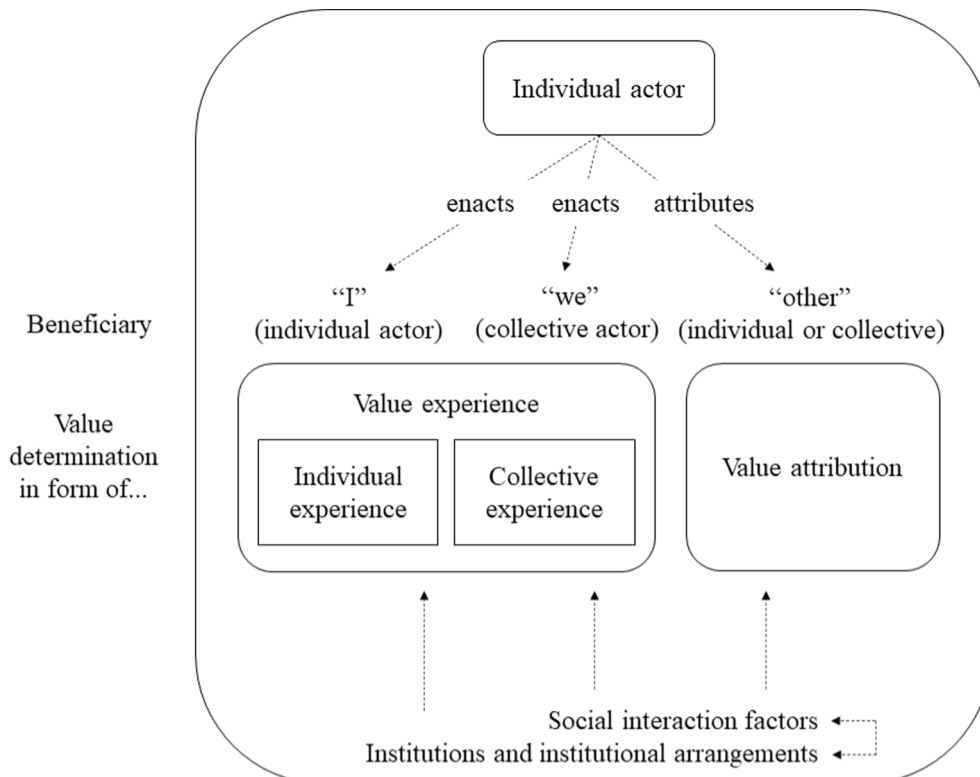 Individual actor
enacts enacts attributes
“I” “we” “other”
Beneficiary (individual actor) (collective actor) (individual or collective)
Value experience
Value
determination
in form of...
Individual
experience
Collective
experience
Value attribution
Social interaction factors
Institutions and institutional arrangements